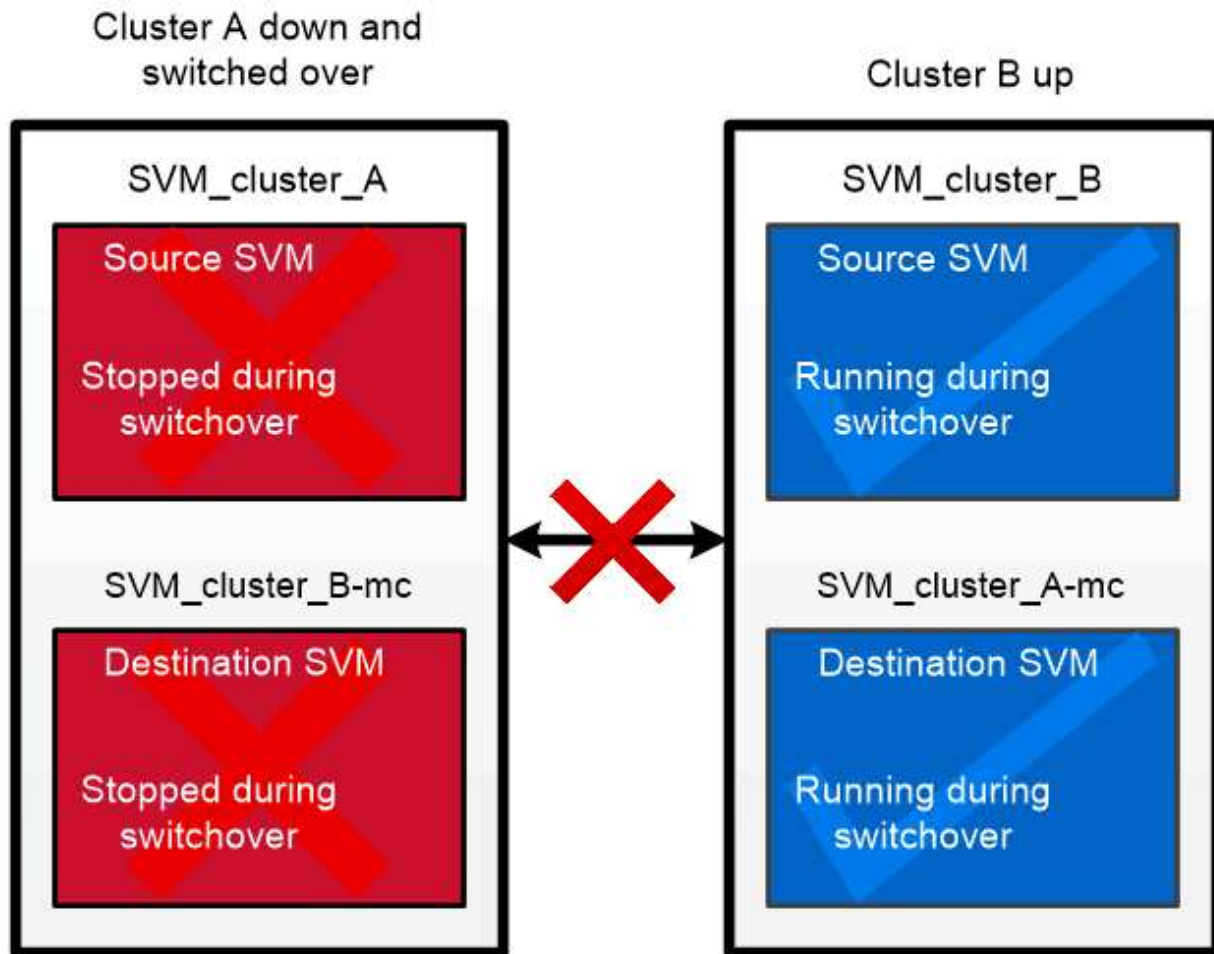 Cluster A down and
switched over
Cluster B up
SVM_cluster_A
Source SVM
Stopped during
switchover
SVM_cluster_B-mc
Destination SVM
Stopped during
switchover
SVM_cluster_B
Source SVM
Running during
switchover
SVM_cluster_A-mc
Destination SVM
Running during
switchover